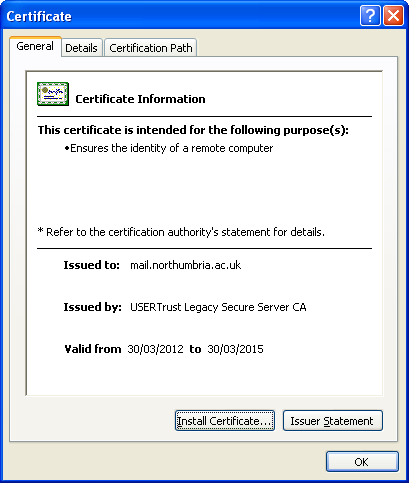 Certificate
General Details Certification Path
Certificate Information
This certificate is intended for the following purpose(s):
•Ensures the identity of a remote computer
* Refer to the certification authority's statement for details.
Issued to: mail.northumbria.ac.uk
Issued by: USERTrust Legacy Secure Server CA
Valid from 30/03/2012 to 30/03/2015
Install Certificate... Issuer Statement
OK